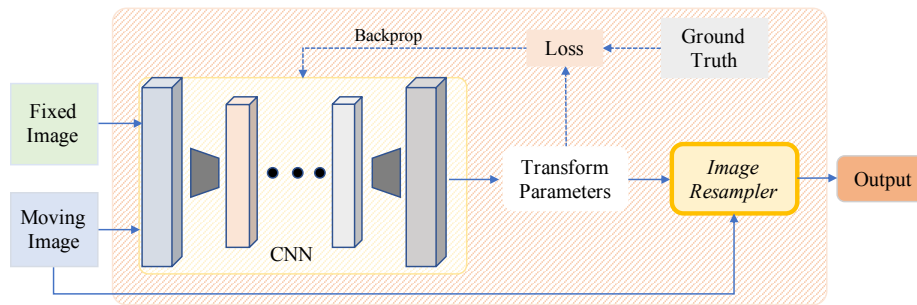 Backprop
Loss
Ground
Truth
Fixed
Image
Moving
Image
CNN
Transform
Parameters
Image
Resampler
Output